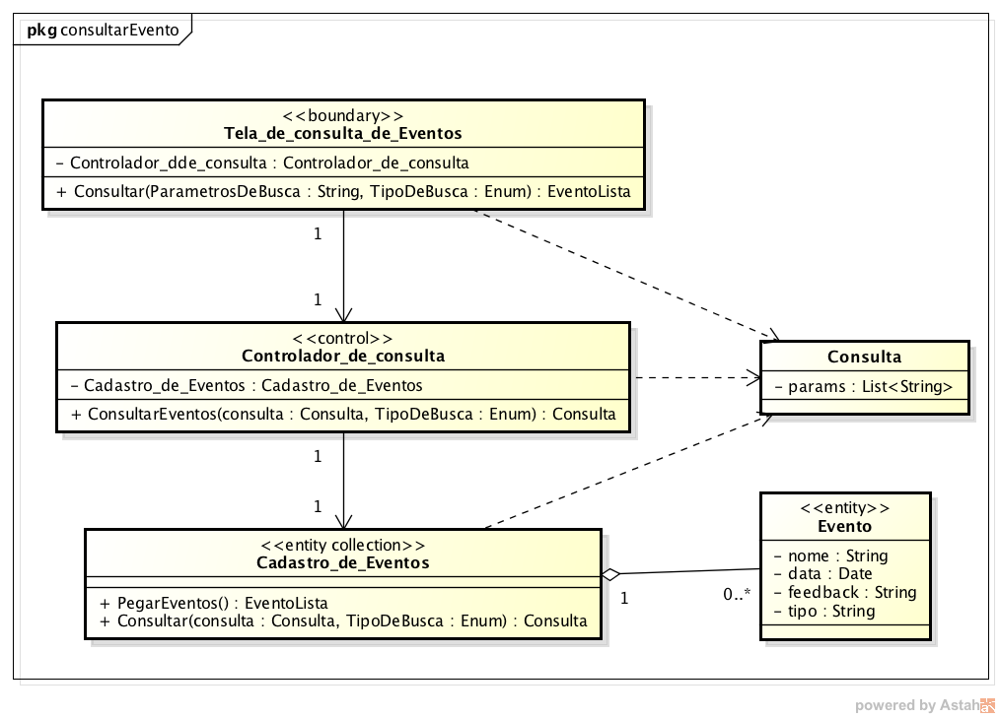 pkg consultarEvento
<<boundary>>
Tela_de_consulta_de_Eventos
- Controlador_dde_consulta : Controlador_de_consulta
+ Consultar(ParametrosDeBusca : String, TipoDeBusca : Enum) : EventoLista
1
1
<<control>>
Controlador_de_consulta
- Cadastro_de_Eventos : Cadastro_de_Eventos
+ ConsultarEventos(consulta : Consulta, TipoDeBusca : Enum) : Consulta
Consulta
- params : List<String>
1
1
<<entity collection>>
Cadastro_de_Eventos
+ PegarEventos() : EventoLista
+ Consultar(consulta : Consulta, TipoDeBusca : Enum) : Consulta
1
0..*
<<entity>>
Evento
- nome : String
- data : Date
- feedback : String
- tipo : String
powered by Astah